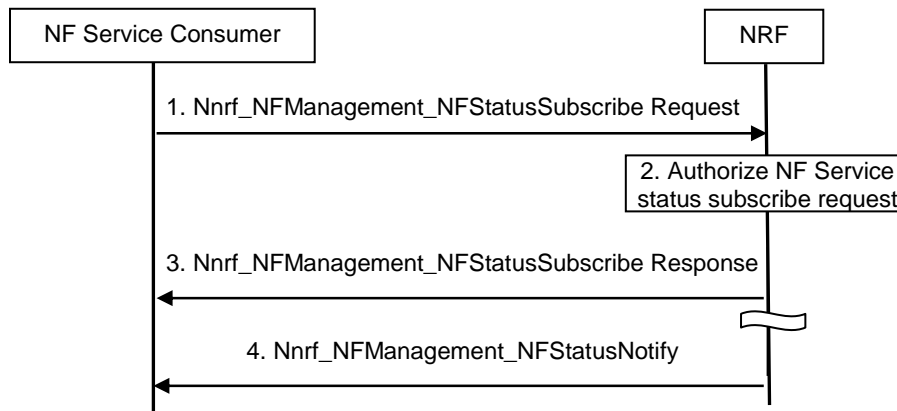 NF Service Consumer
NRF
1. Nnrf_NFManagement_NFStatusSubscribe Request
2. Authorize NF Service
status subscribe request
3. Nnrf_NFManagement_NFStatusSubscribe Response
4. Nnrf_NFManagement_NFStatusNotify